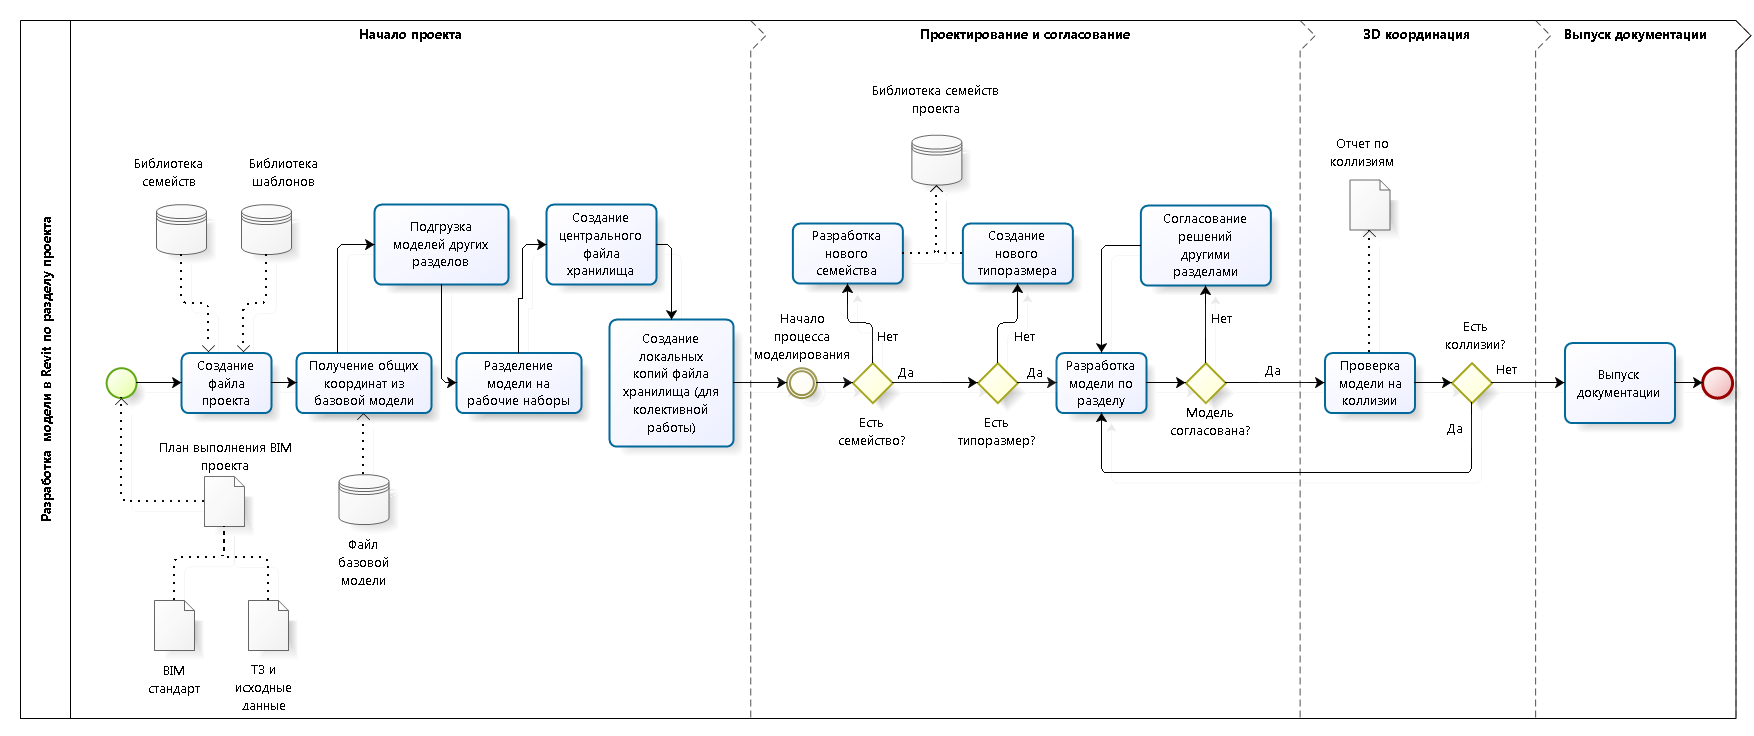 Начало проекта
Проектирование и согласование
3D координация
Выпуск документации
Разработка модели в Revit по разделу проекта
Библиотека
семейств
Библиотека
шаблонов
Подгрузка
моделей других
разделов
Создание
центрального
файла
хранилища
Создание
файла
проекта
Получение общих
координат из
базовой модели
Разделение
модели на
рабочие наборы
Создание
локальных
копий файла
хранилища (для
колективной
работы)
План выполнения BIM
проекта
Файл
базовой
модели
BIM
стандарт
ТЗ и
исходные
данные
Библиотека семейств
проекта
Разработка
нового
семейства
Создание
нового
типоразмера
Согласование
решений
другими
разделами
Начало
процесса
моделирования
Нет
Нет
Нет
Да
Да
Да
Есть
семейство?
Есть
типоразмер?
Разработка
модели по
разделу
Модель
согласована?
Отчет по
коллизиям
Проверка
модели на
коллизии
Есть
коллизии?
Нет
Да
Выпуск
документации